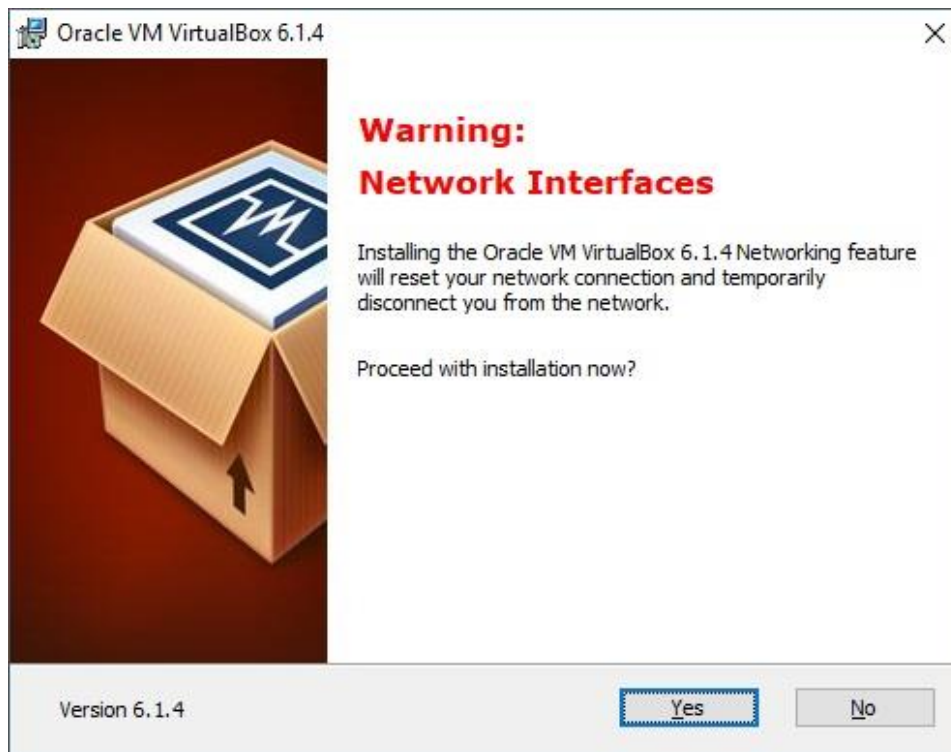 Oracle VM VirtualBox 6.1.4
Warning:
Network Interfaces
Installing the Oracle VM VirtualBox 6.1.4 Networking feature
will reset your network connection and temporarily
disconnect you from the network.
Proceed with installation now?
Version 6.1.4
Yes
No